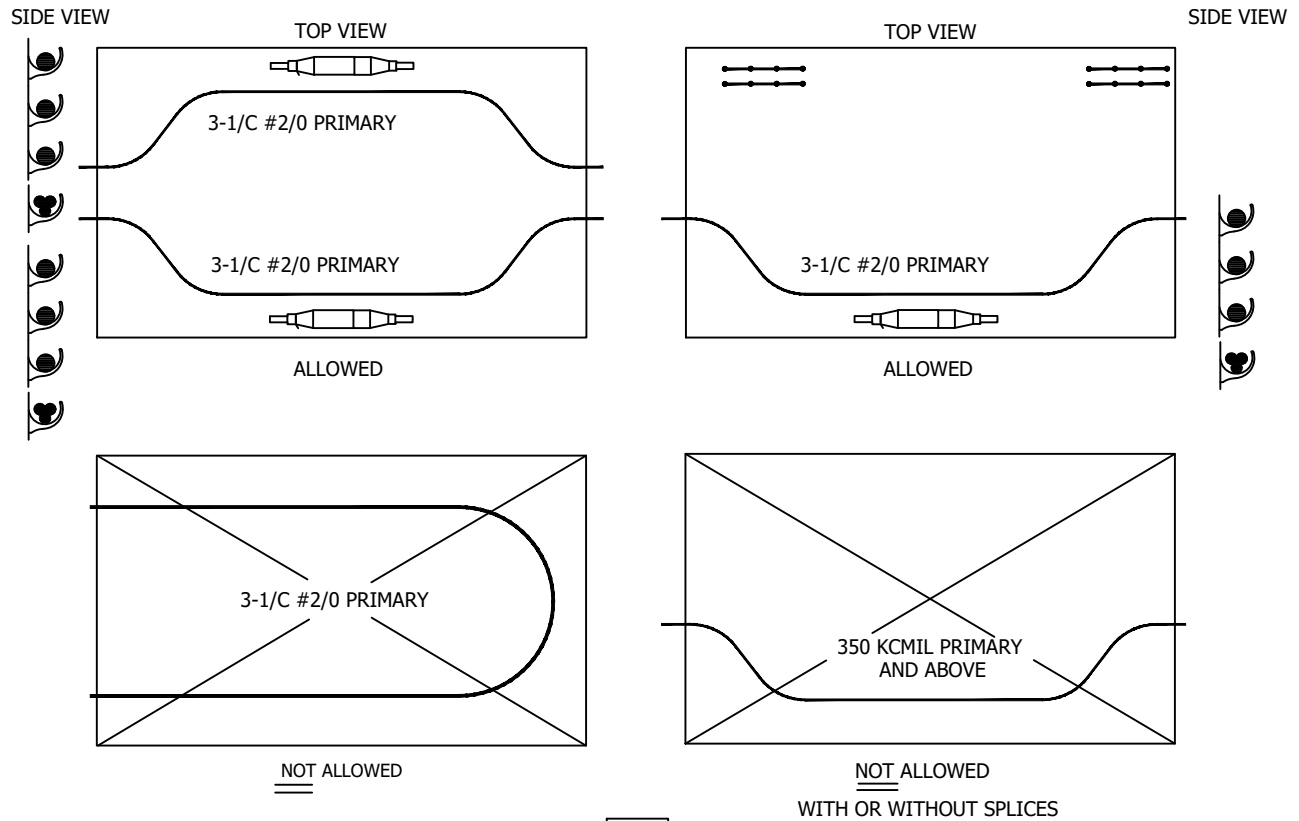 SIDE VIEW
TOP VIEW
3-1/C #2/0 PRIMARY
3-1/C #2/0 PRIMARY
ALLOWED
TOP VIEW
SIDE VIEW
3-1/C #2/0 PRIMARY
ALLOWED
3-1/C #2/0 PRIMARY
NOT ALLOWED
350 KCMIL PRIMARY
AND ABOVE
NOT ALLOWED
WITH OR WITHOUT SPLICES